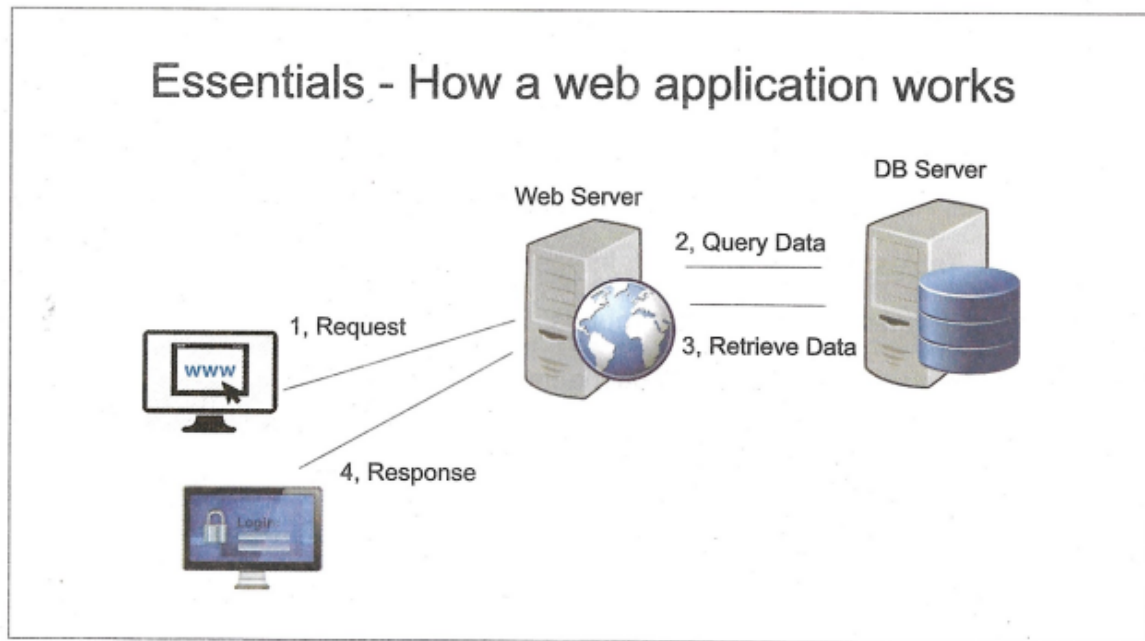 Essentials - How a web application works
DB Server
Web Server
2, Query Data
1, Request
3, Retrieve Data
www
4, Response
Login